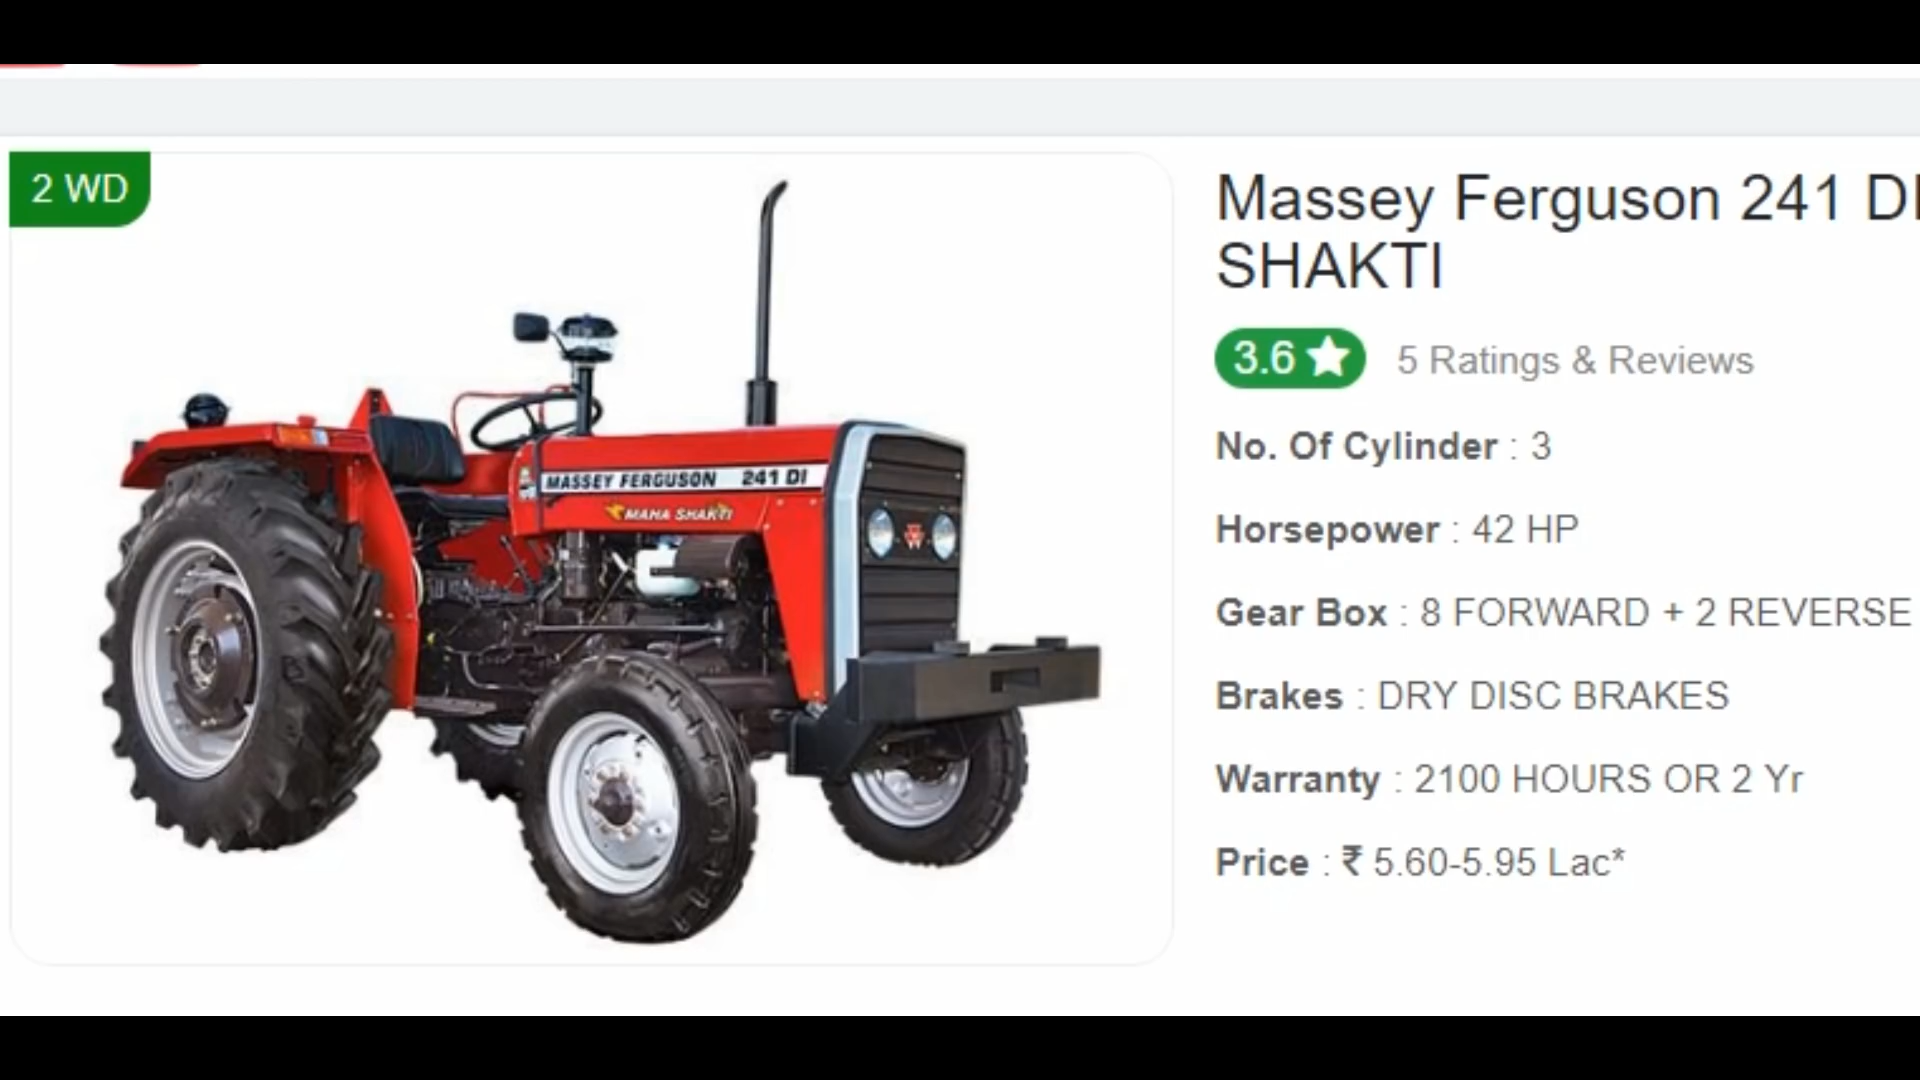 2 WD
MASSEY FERGUSON 241 DI
MAHA SHAKTI
Massey Ferguson 241 DI
SHAKTI
3.6 5 Ratings & Reviews
No. Of Cylinder : 3
Horsepower : 42 HP
Gear Box : 8 FORWARD + 2 REVERSE
Brakes : DRY DISC BRAKES
Warranty : 2100 HOURS OR 2 Yr
Price : ₹ 5.60-5.95 Lac*